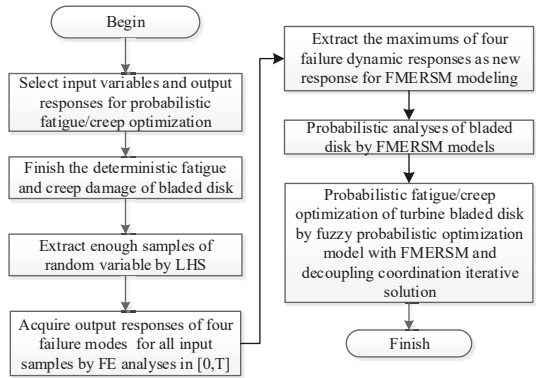 Begin
Select input variables and output
responses for probabilistic
fatigue/creep optimization
Finish the deterministic fatigue
and creep damage of bladed disk
Extract enough samples of
random variable by LHS
Acquire output responses of four
failure modes for all input
samples by FE analyses in [0,T]
Extract the maximums of four
failure dynamic responses as new
response for FMERSM modeling
Probabilistic analyses of bladed
disk by FMERSM models
Probabilistic fatigue/creep
optimization of turbine bladed disk
by fuzzy probabilistic optimization
model with FMERSM and
decoupling coordination iterative
solution
Finish